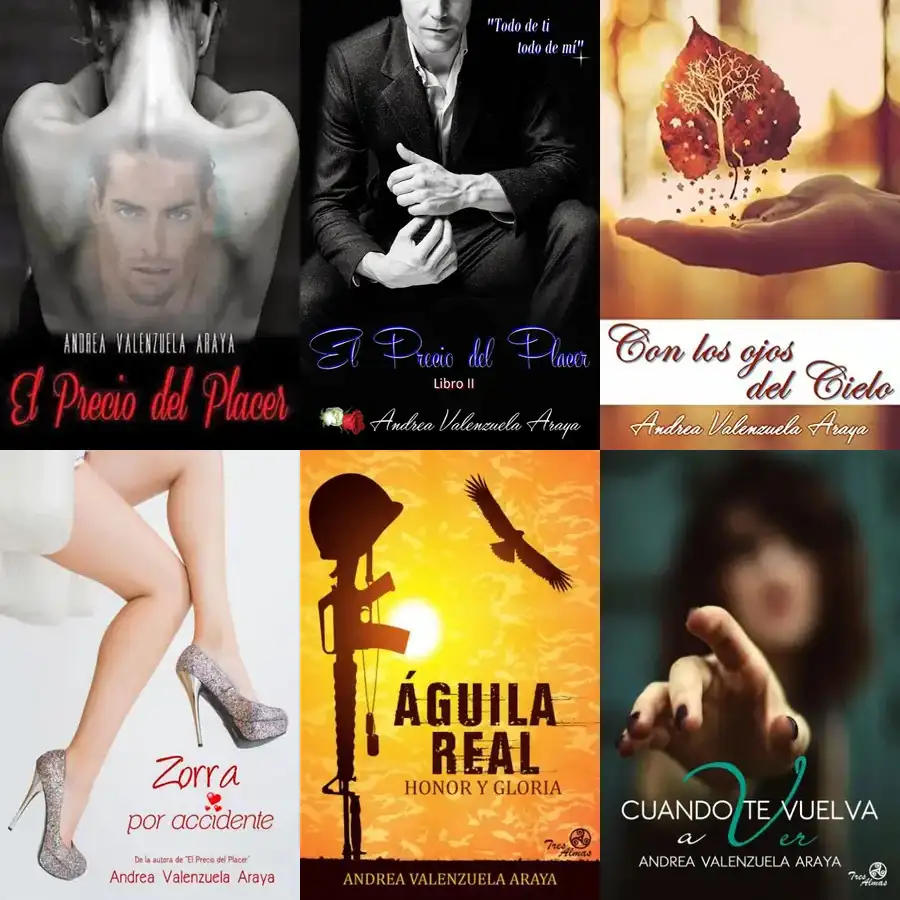 ANDREA VALENZUELA ARAYA
El Precio del Placer
"Todo de ti
todo de mí"
El Precio del Placer
Libro II
Andrea Valenzuela Araya
Con los ojos
del Cielo
Andrea Valenzuela Araya
Zorra
por accidente
De la autora de "El Precio del Placer"
Andrea Valenzuela Araya
ÁGUILA
REAL
HONOR Y GLORIA
Tres
Almas
ANDREA VALENZUELA ARAYA
CUANDO TE VUELVA
a Ver
ANDREA VALENZUELA ARAYA
Tres
Almas